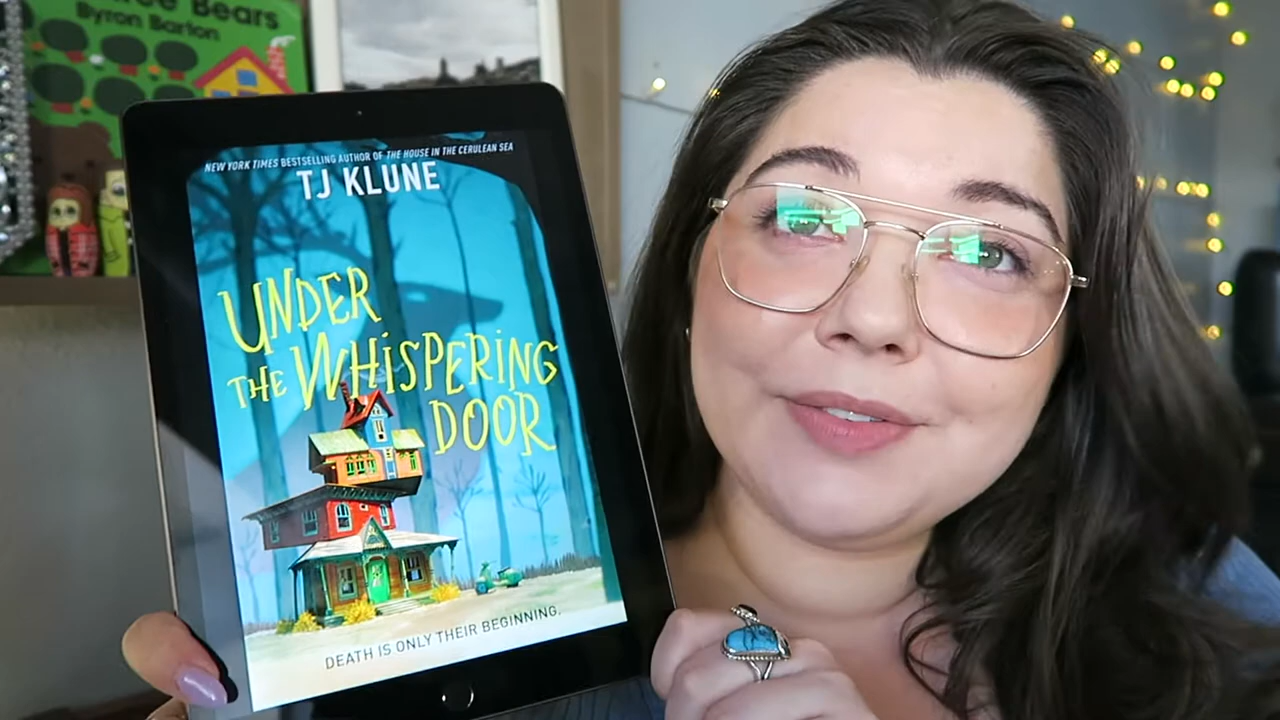 Bears
Byron Barton
NEW YORK TIMES BESTSELLING AUTHOR OF THE HOUSE IN THE CERULEAN SEA
TJ KLUNE
UNDER
THE WHISPERING
DOOR
DEATH IS ONLY THEIR BEGINNING.